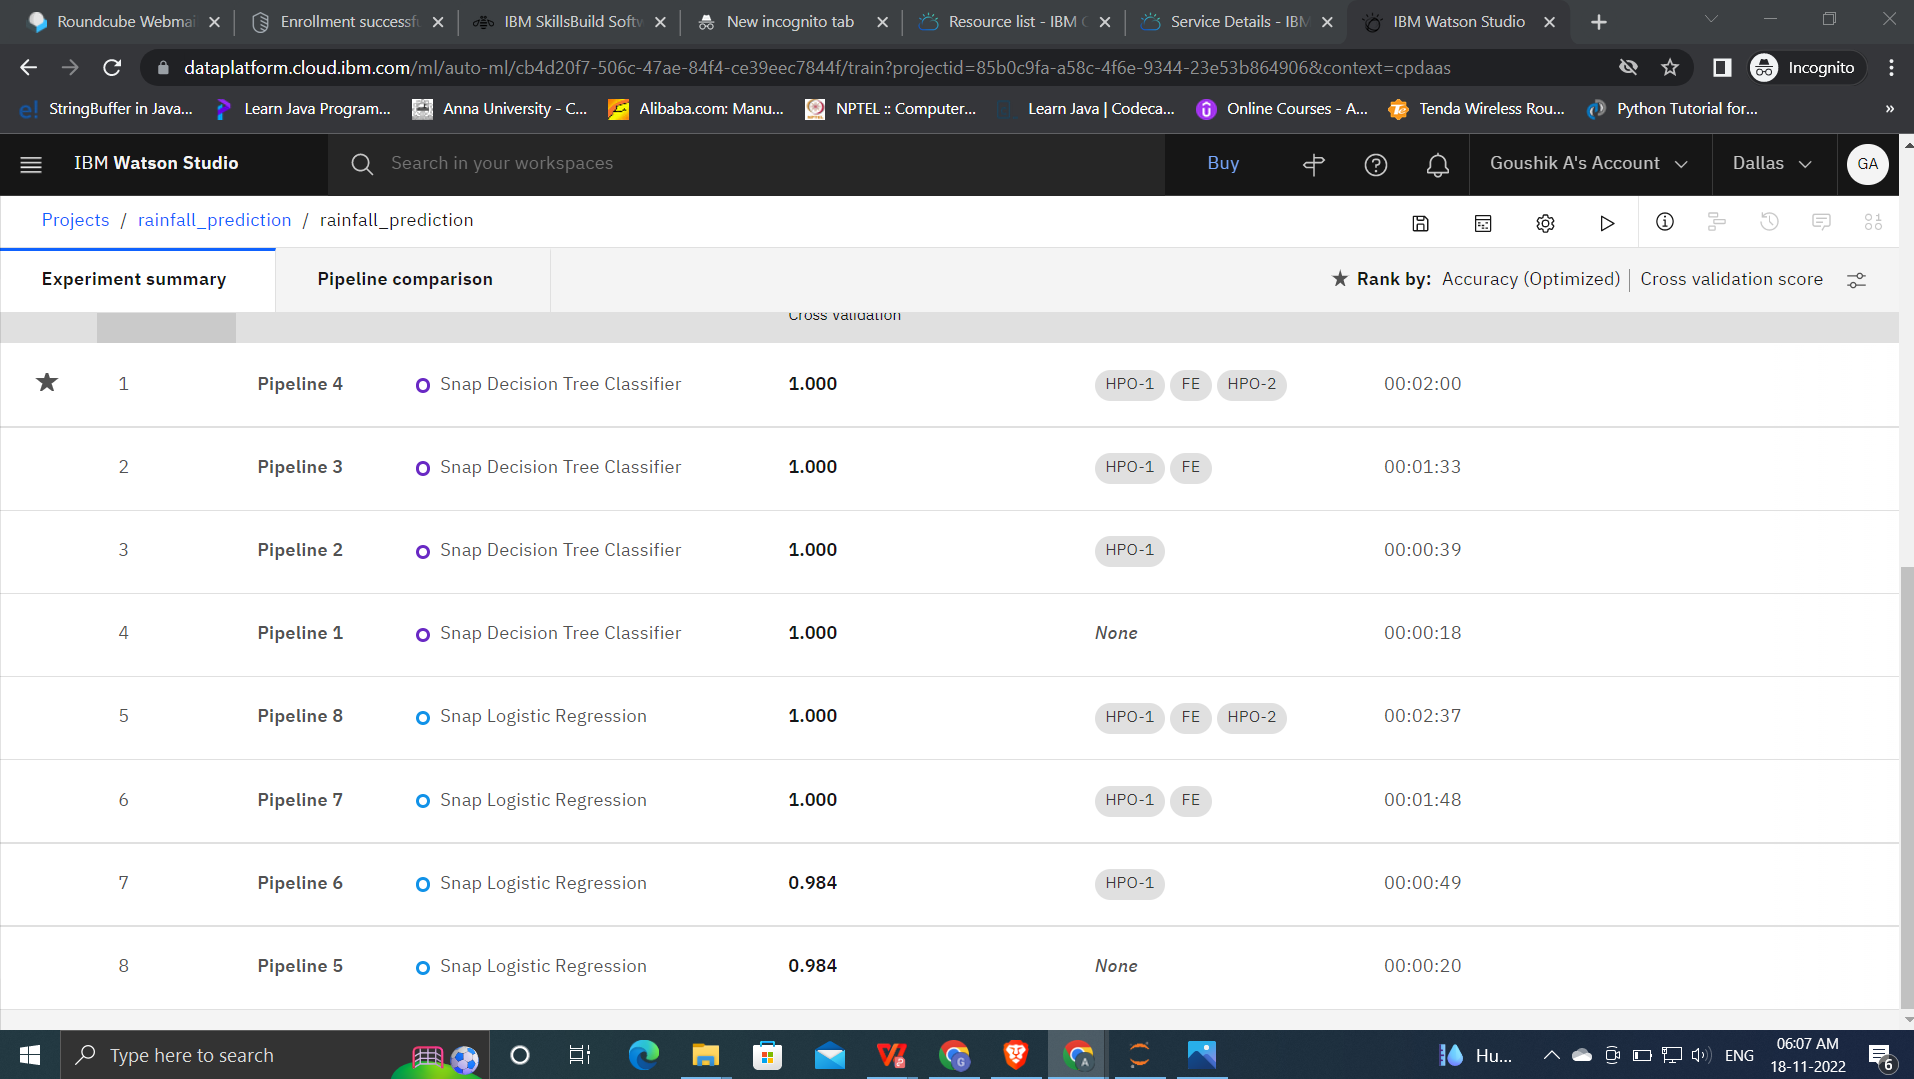 Roundcube Webmai
Enrollment successfu
IBM SkillsBuild Softw
New incognito tab
Resource list - IBM C
Service Details - IBM
IBM Watson Studio
dataplatform.cloud.ibm.com/ml/auto-ml/cb4d20f7-506c-47ae-84f4-ce39eec7844f/train?projectid=85b0c9fa-a58c-4f6e-9344-23e53b864906&context=cpdaas
Incognito
StringBuffer in Java...
Learn Java Program...
Anna University - C...
Alibaba.com: Manu...
NPTEL :: Computer...
Learn Java | Codeca...
Online Courses - A...
Tenda Wireless Rou...
Python Tutorial for...
»
IBM Watson Studio
Search in your workspaces
Buy
Goushik A's Account
Dallas
GA
Projects / rainfall_prediction / rainfall_prediction
Experiment summary
Pipeline comparison
Rank by: Accuracy (Optimized) | Cross validation score
Cross Validation
1 Pipeline 4 Snap Decision Tree Classifier 1.000 HPO-1 FE HPO-2 00:02:00
2 Pipeline 3 Snap Decision Tree Classifier 1.000 HPO-1 FE 00:01:33
3 Pipeline 2 Snap Decision Tree Classifier 1.000 HPO-1 00:00:39
4 Pipeline 1 Snap Decision Tree Classifier 1.000 None 00:00:18
5 Pipeline 8 Snap Logistic Regression 1.000 HPO-1 FE HPO-2 00:02:37
6 Pipeline 7 Snap Logistic Regression 1.000 HPO-1 FE 00:01:48
7 Pipeline 6 Snap Logistic Regression 0.984 HPO-1 00:00:49
8 Pipeline 5 Snap Logistic Regression 0.984 None 00:00:20
Type here to search
Hu...
ENG
06:07 AM
18-11-2022
6